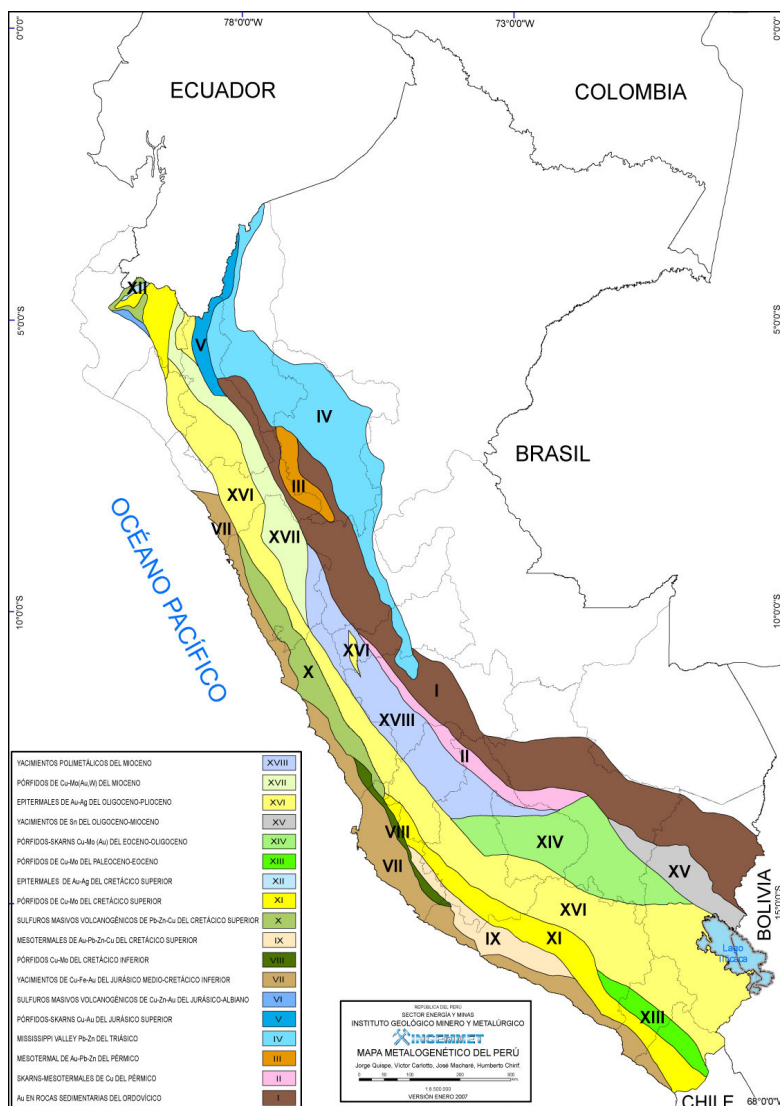 78°0'0"W
73°0'0"W
0°0'0"
0°0'0"
ECUADOR
COLOMBIA
XII
5°0'0"S
V
5°0'0"S
IV
BRASIL
III
XVI
VII
XVII
OCÉANO PACÍFICO
10°0'0"S
10°0'0"S
XVI
X
I
XVIII
II
VIII
XIV
VII
XV
XVI
BOLIVIA
15°0'0"S
IX
XI
Lago
Titicaca
XIII
CHILE
68°0'0"W
YACIMIENTOS POLIMETÁLICOS DEL MIOCENO XVIII
PÓRFIDOS DE Cu-Mo(Au,W) DEL MIOCENO XVII
EPITERMALES DE Au-Ag DEL OLIGOCENO-PLIOCENO XVI
YACIMIENTOS DE Sn DEL OLIGOCENO-MIOCENO XV
PÓRFIDOS-SKARNS Cu-Mo (Au) DEL EOCENO-OLIGOCENO XIV
PÓRFIDOS DE Cu-Mo DEL PALEOCENO-EOCENO XIII
EPITERMALES DE Au-Ag DEL CRETÁCICO SUPERIOR XII
PÓRFIDOS DE Cu-Mo DEL CRETÁCICO SUPERIOR XI
SULFUROS MASIVOS VOLCANOGÉNICOS DE Pb-Zn-Cu DEL CRETÁCICO SUPERIOR X
MESOTERMALES DE Au-Pb-Zn-Cu DEL CRETÁCICO SUPERIOR IX
PÓRFIDOS Cu-Mo DEL CRETÁCICO INFERIOR VIII
YACIMIENTOS DE Cu-Fe-Au DEL JURÁSICO MEDIO-CRETÁCICO INFERIOR VII
SULFUROS MASIVOS VOLCANOGÉNICOS DE Cu-Zn-Au DEL JURÁSICO-ALBIANO VI
PÓRFIDOS-SKARNS Cu-Au DEL JURÁSICO SUPERIOR V
MISSISSIPPI VALLEY Pb-Zn DEL TRIÁSICO IV
MESOTERMAL DE Au-Pb-Zn DEL PÉRMICO III
SKARNS-MESOTERMALES DE Cu DEL PÉRMICO II
Au EN ROCAS SEDIMENTARIAS DEL ORDOVÍCICO I
REPÚBLICA DEL PERÚ
SECTOR ENERGÍA Y MINAS
INSTITUTO GEOLÓGICO MINERO Y METALÚRGICO
INGEMMET
MAPA METALOGENÉTICO DEL PERÚ
Jorge Quispe, Víctor Carlotto, José Macharé, Humberto Chirif.
0 50 100 200 300
Km
VERSIÓN ENERO 2007